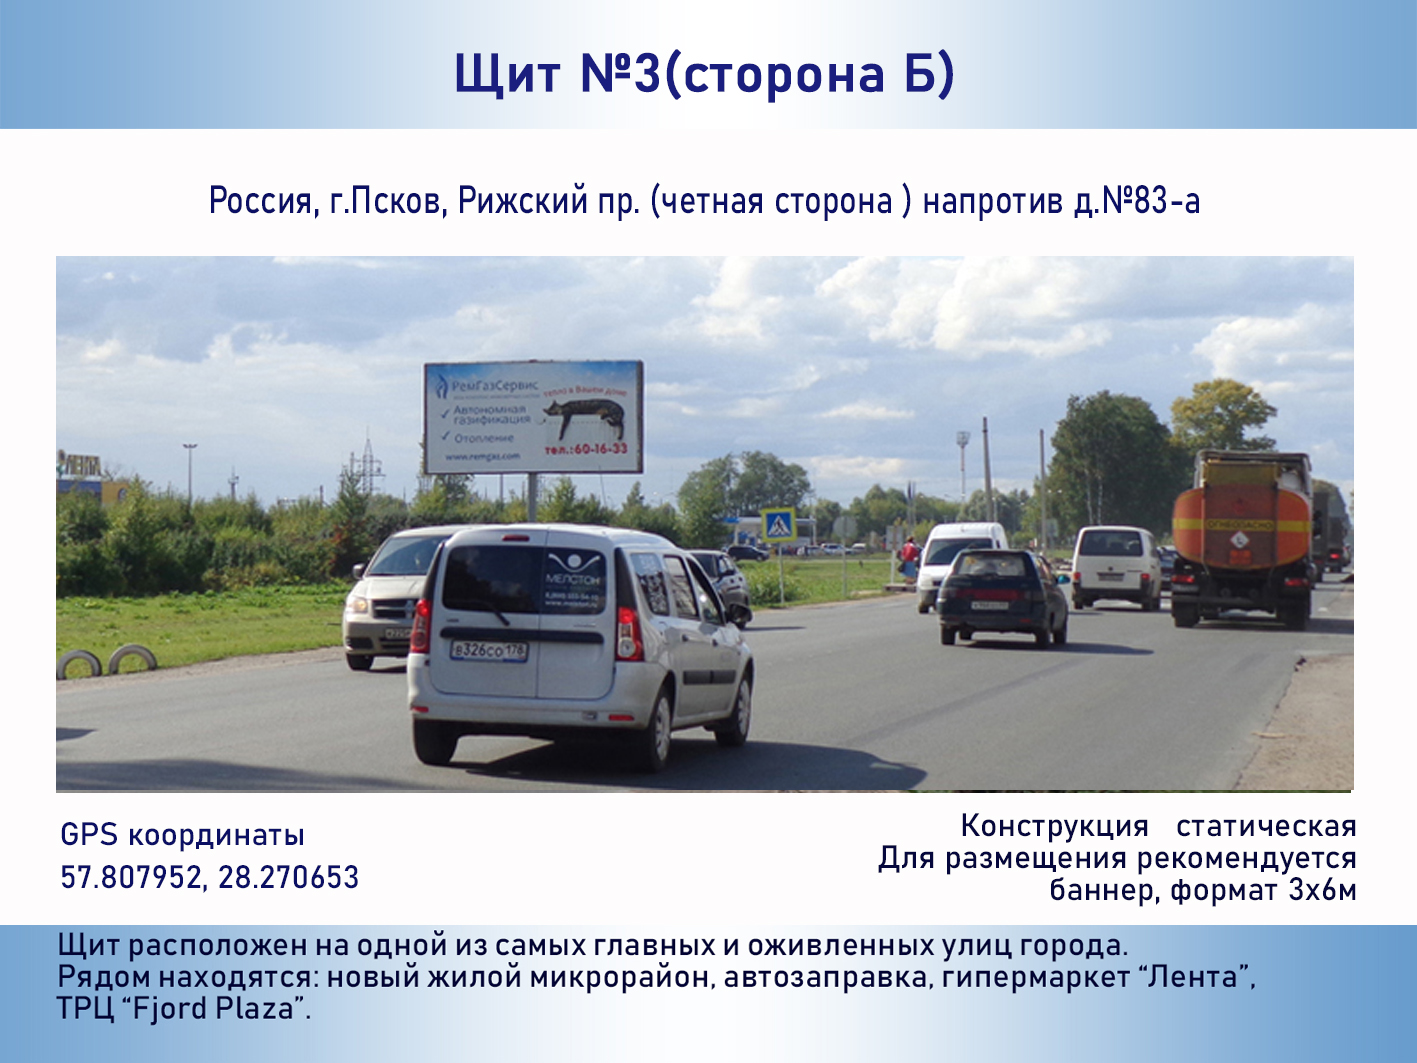 Щит №3(сторона Б)
Россия, г.Псков, Рижский пр. (четная сторона ) напротив д.№83-а
РемГазСервис
тепло в Вашем доме
✓ Автономная
газификация
✓ Отопление
www.remgaz.com
тел.:60-16-33
ЛЕНТА
МЕЛСТОН
В326СО 178
ОГНЕОПАСНО
GPS координаты
57.807952, 28.270653
Конструкция статическая
Для размещения рекомендуется
баннер, формат 3х6м
Щит расположен на одной из самых главных и оживленных улиц города.
Рядом находятся: новый жилой микрорайон, автозаправка, гипермаркет “Лента”,
ТРЦ “Fjord Plaza”.